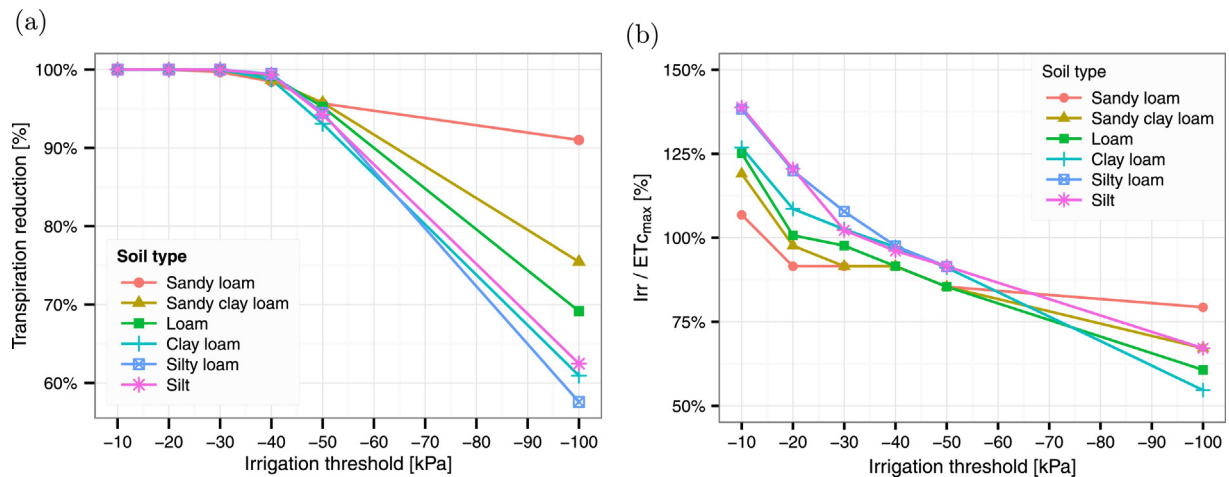 (a)
Transpiration reduction [%]
100%
90%
80%
70%
60%
Soil type
Sandy loam
Sandy clay loam
Loam
Clay loam
Silty loam
Silt
−10 −20 −30 −40 −50 −60 −70 −80 −90 −100
Irrigation threshold [kPa]
(b)
Irr / ETc_max [%]
150%
125%
100%
75%
50%
Soil type
Sandy loam
Sandy clay loam
Loam
Clay loam
Silty loam
Silt
−10 −20 −30 −40 −50 −60 −70 −80 −90 −100
Irrigation threshold [kPa]